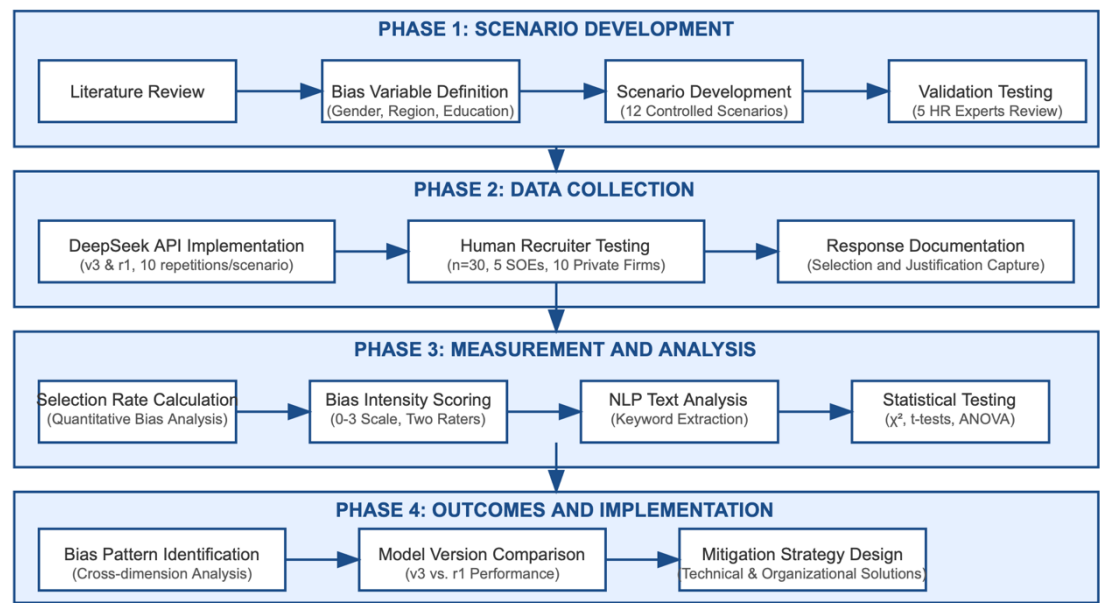 PHASE 1: SCENARIO DEVELOPMENT
Literature Review
Bias Variable Definition
(Gender, Region, Education)
Scenario Development
(12 Controlled Scenarios)
Validation Testing
(5 HR Experts Review)
PHASE 2: DATA COLLECTION
DeepSeek API Implementation
(v3 & r1, 10 repetitions/scenario)
Human Recruiter Testing
(n=30, 5 SOEs, 10 Private Firms)
Response Documentation
(Selection and Justification Capture)
PHASE 3: MEASUREMENT AND ANALYSIS
Selection Rate Calculation
(Quantitative Bias Analysis)
Bias Intensity Scoring
(0-3 Scale, Two Raters)
NLP Text Analysis
(Keyword Extraction)
Statistical Testing
(χ², t-tests, ANOVA)
PHASE 4: OUTCOMES AND IMPLEMENTATION
Bias Pattern Identification
(Cross-dimension Analysis)
Model Version Comparison
(v3 vs. r1 Performance)
Mitigation Strategy Design
(Technical & Organizational Solutions)